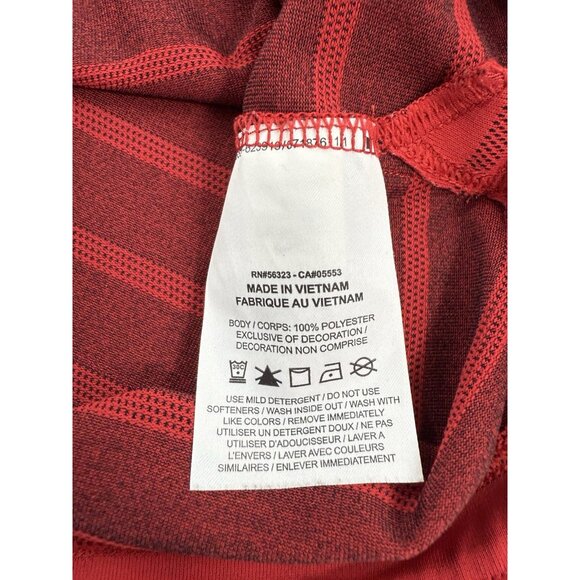 RN#56323 - CA#05553
MADE IN VIETNAM
FABRIQUE AU VIETNAM
BODY / CORPS: 100% POLYESTER
EXCLUSIVE OF DECORATION /
DECORATION NON COMPRISE
30C
USE MILD DETERGENT / DO NOT USE
SOFTENERS / WASH INSIDE OUT / WASH WITH
LIKE COLORS / REMOVE IMMEDIATELY
UTILISER UN DETERGENT DOUX / NE PAS
UTILISER D'ADOUCISSEUR / LAVER A
L'ENVERS / LAVER AVEC COULEURS
SIMILAIRES / ENLEVER IMMEDIATEMENT